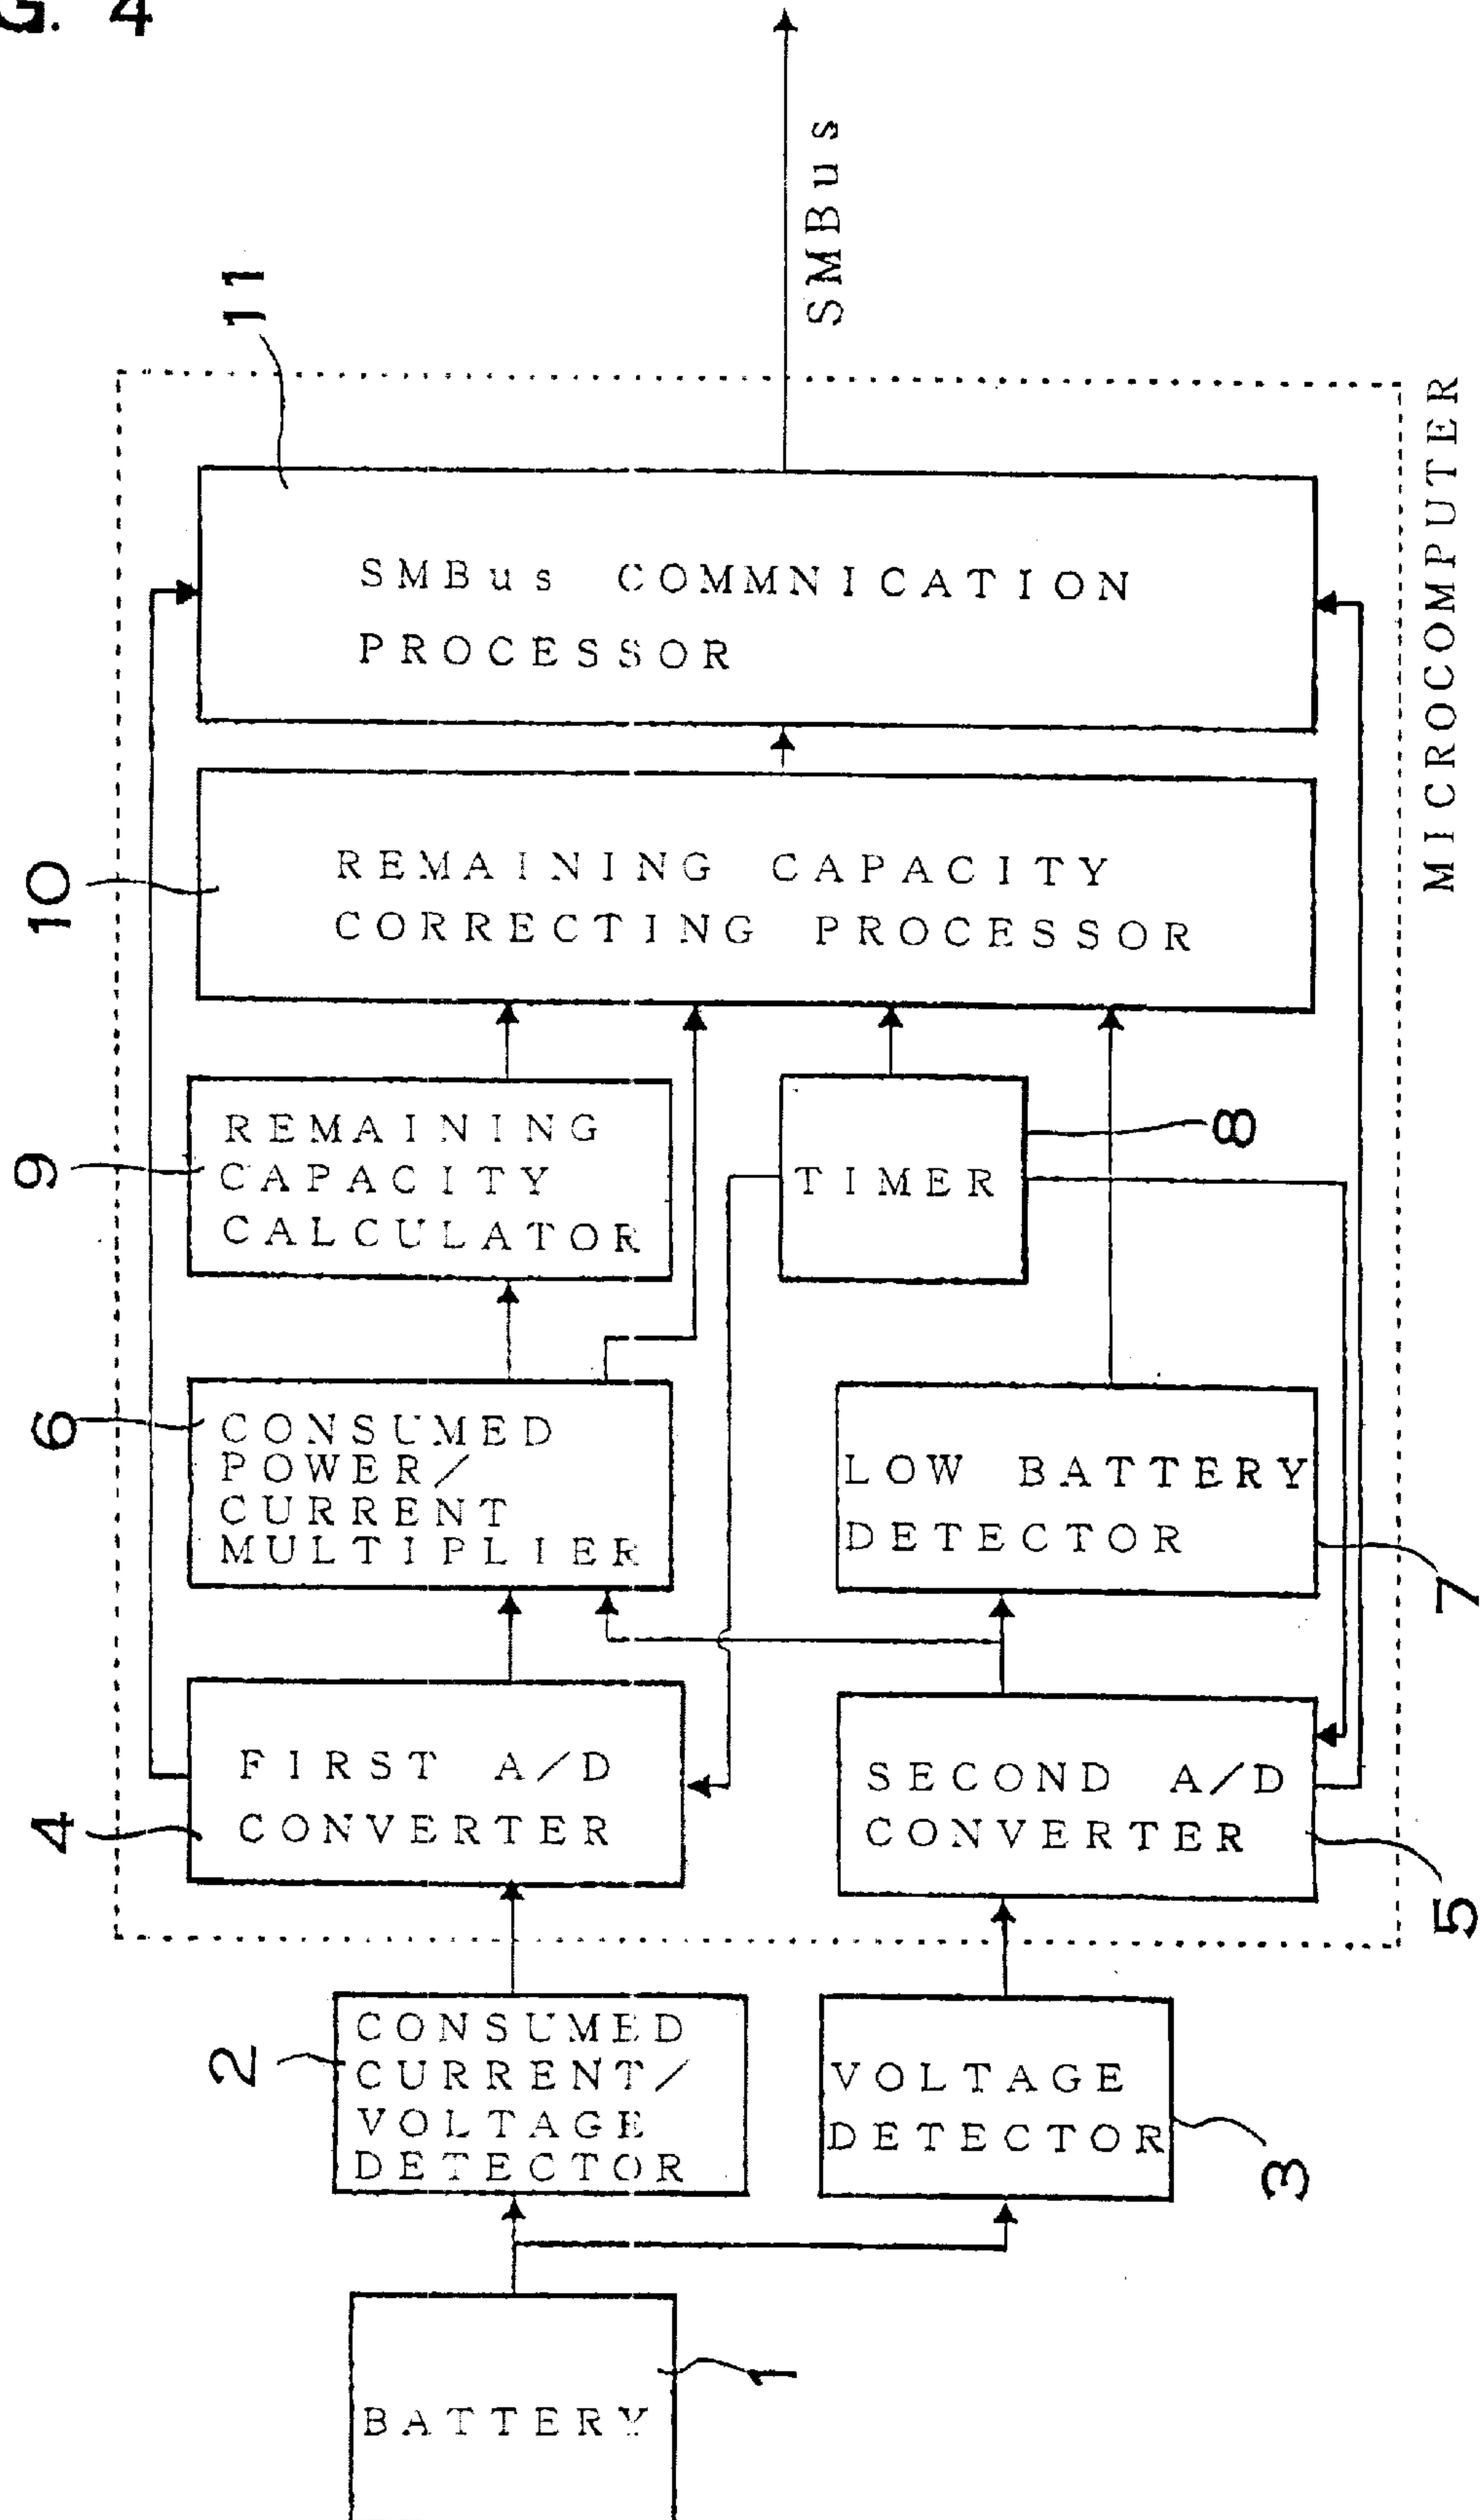 G. 4
SMBus
11
SMBus COMMNICATION
PROCESSOR
10
REMAINING CAPACITY
CORRECTING PROCESSOR
MICROCOMPUTER
9
REMAINING
CAPACITY
CALCULATOR
TIMER
8
6
CONSUMED
POWER/
CURRENT
MULTIPLIER
LOW BATTERY
DETECTOR
7
4
FIRST A/D
CONVERTER
SECOND A/D
CONVERTER
5
2
CONSUMED
CURRENT/
VOLTAGE
DETECTOR
VOLTAGE
DETECTOR
3
BATTERY
1